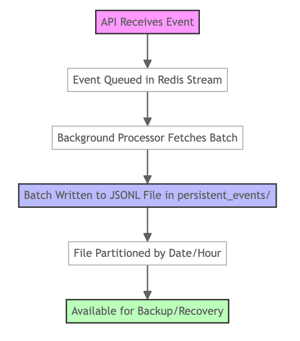 API Receives Event
Event Queued in Redis Stream
Background Processor Fetches Batch
Batch Written to JSONL File in persistent_events/
File Partitioned by Date/Hour
Available for Backup/Recovery